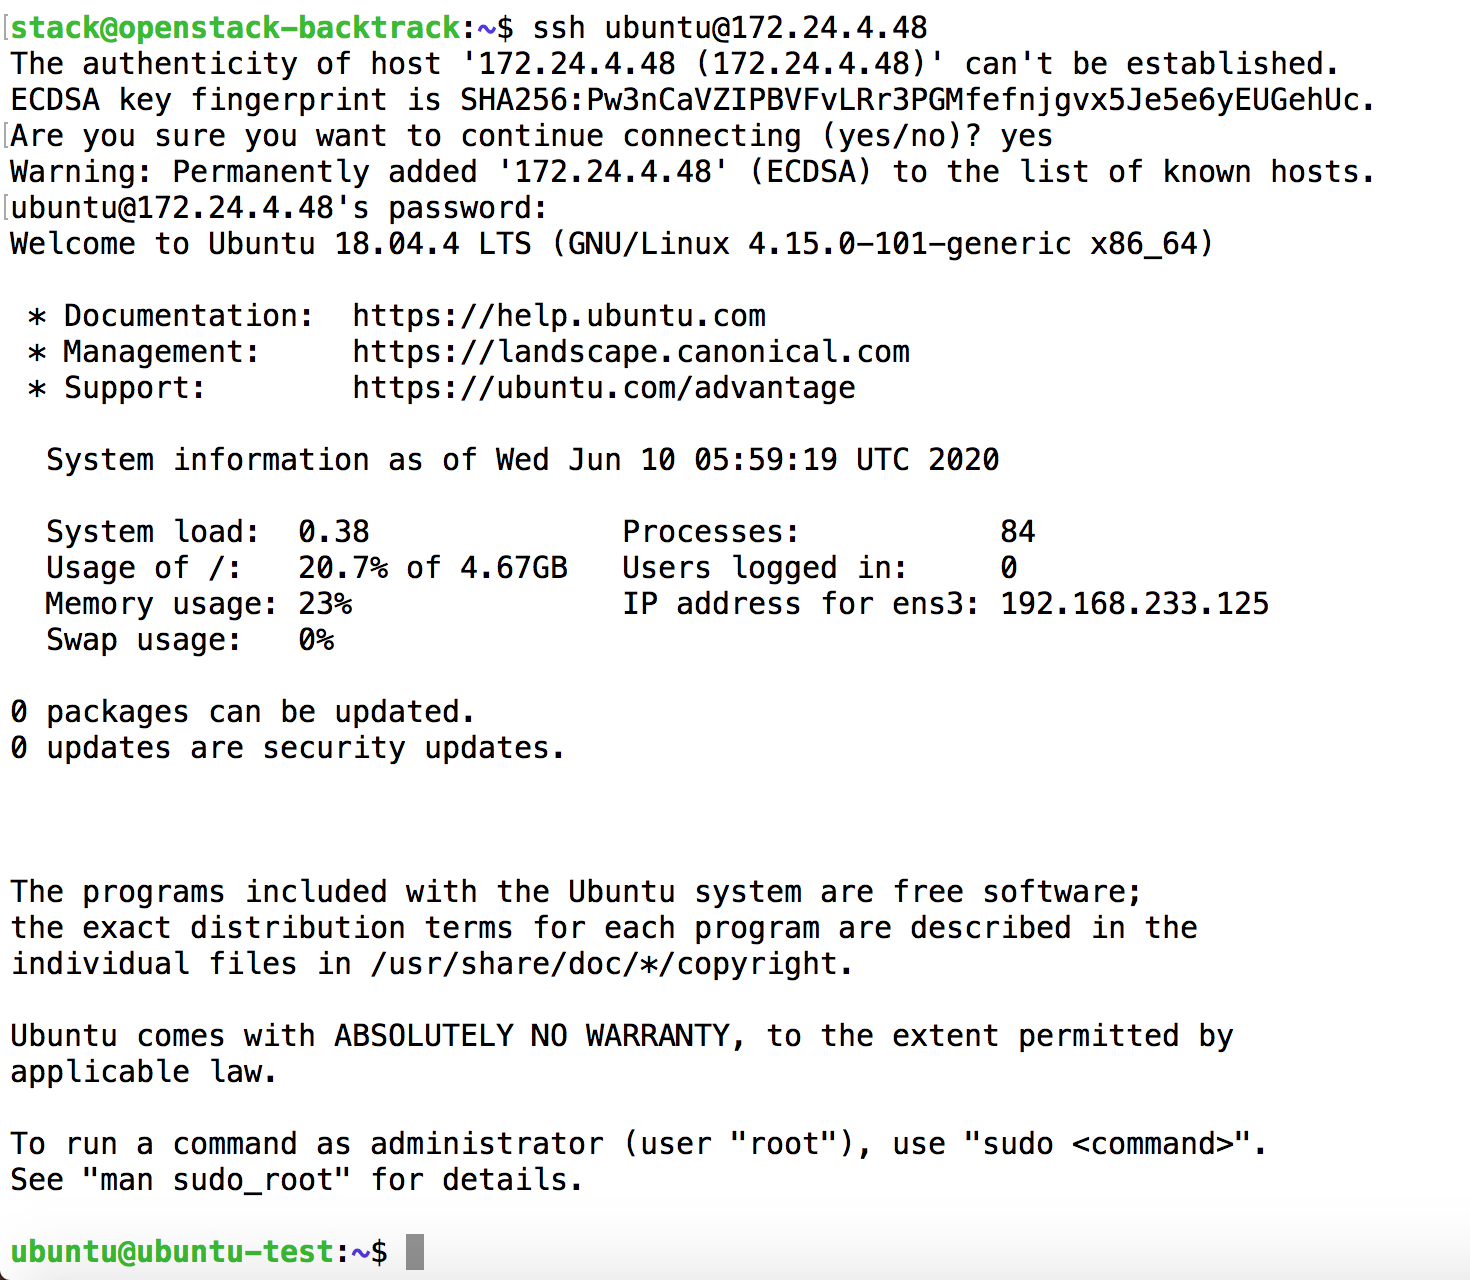 stack@openstack-backtrack:~$ ssh ubuntu@172.24.4.48
The authenticity of host '172.24.4.48 (172.24.4.48)' can't be established.
ECDSA key fingerprint is SHA256:Pw3nCaVZIPBVFvLRr3PGMfefnjgvx5Je5e6yEUGehUc.
Are you sure you want to continue connecting (yes/no)? yes
Warning: Permanently added '172.24.4.48' (ECDSA) to the list of known hosts.
ubuntu@172.24.4.48's password:
Welcome to Ubuntu 18.04.4 LTS (GNU/Linux 4.15.0-101-generic x86_64)

 * Documentation:  https://help.ubuntu.com
 * Management:     https://landscape.canonical.com
 * Support:        https://ubuntu.com/advantage

  System information as of Wed Jun 10 05:59:19 UTC 2020

  System load:  0.38              Processes:           84
  Usage of /:   20.7% of 4.67GB   Users logged in:     0
  Memory usage: 23%               IP address for ens3: 192.168.233.125
  Swap usage:   0%

0 packages can be updated.
0 updates are security updates.

The programs included with the Ubuntu system are free software;
the exact distribution terms for each program are described in the
individual files in /usr/share/doc/*/copyright.

Ubuntu comes with ABSOLUTELY NO WARRANTY, to the extent permitted by
applicable law.

To run a command as administrator (user "root"), use "sudo <command>".
See "man sudo_root" for details.

ubuntu@ubuntu-test:~$